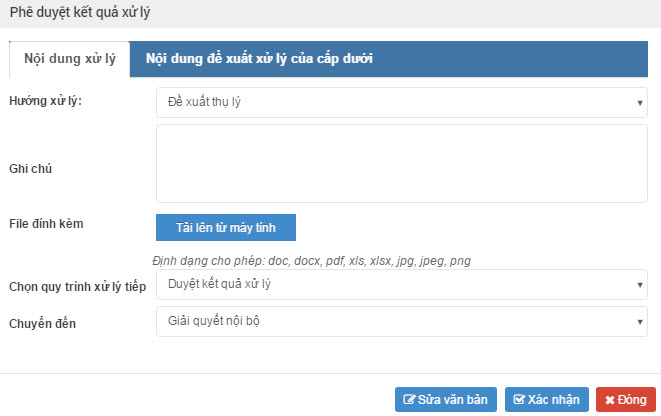 Phê duyệt kết quả xử lý
Nội dung xử lý
Nội dung đề xuất xử lý của cấp dưới
Hướng xử lý:
Đề xuất thụ lý
Ghi chú
File đính kèm
Tải lên từ máy tính
Định dạng cho phép: doc, docx, pdf, xls, xlsx, jpg, jpeg, png
Chọn quy trình xử lý tiếp
Duyệt kết quả xử lý
Chuyển đến
Giải quyết nội bộ
Sửa văn bản
Xác nhận
Đóng